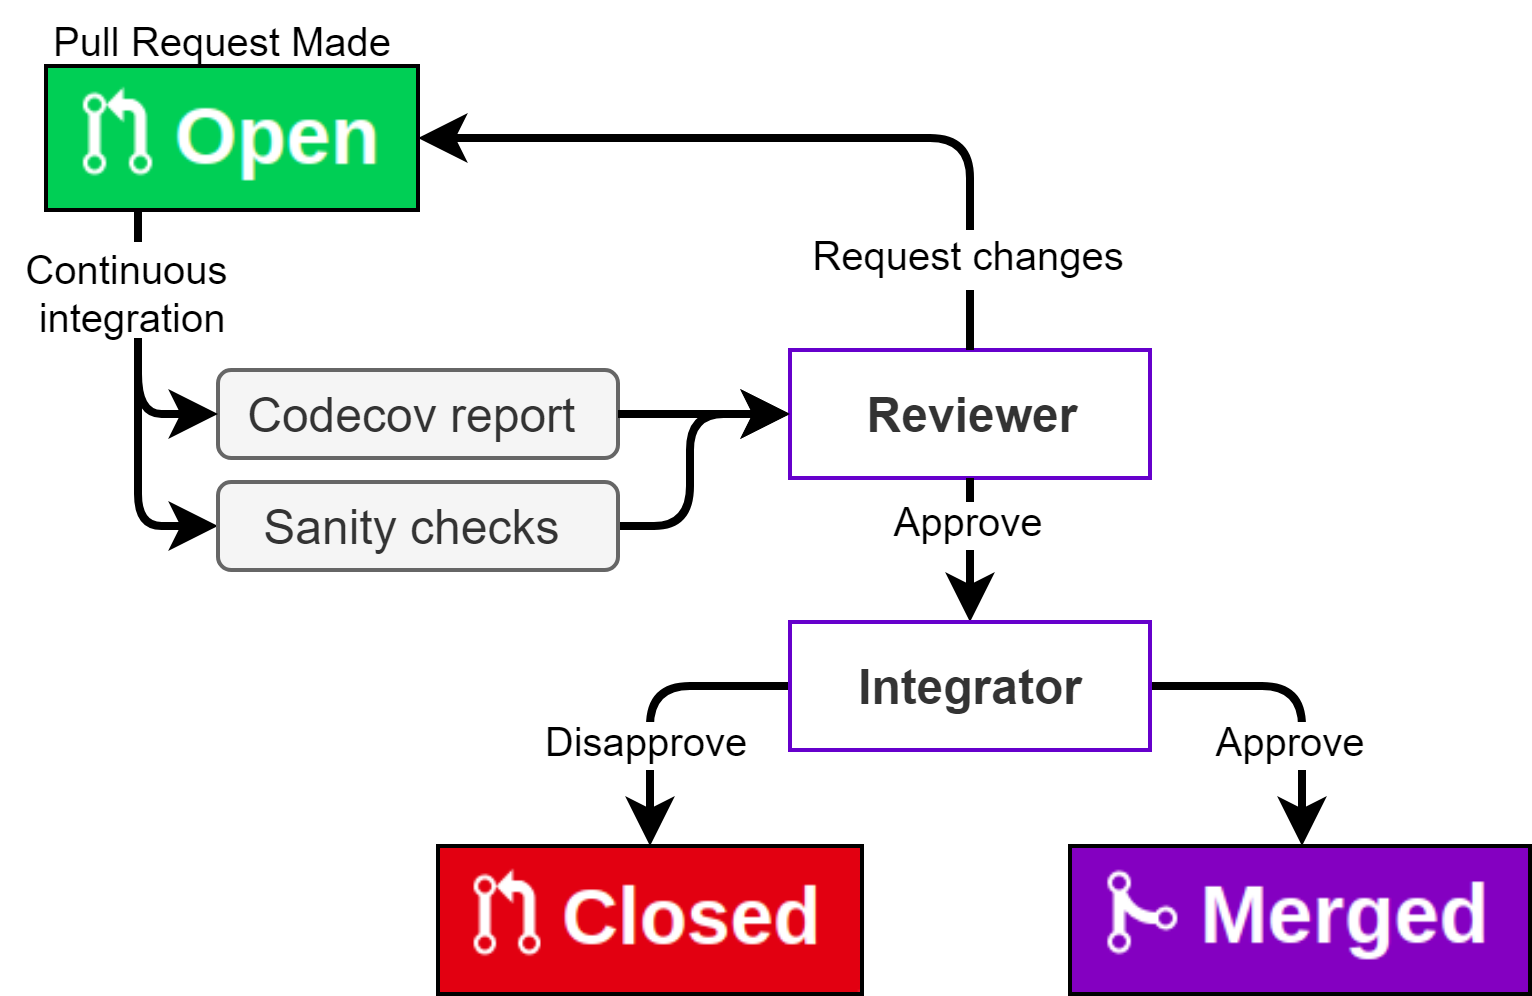 Pull Request Made
Open
Continuous
integration
Request changes
Codecov report
Reviewer
Sanity checks
Approve
Integrator
Disapprove
Approve
Closed
Merged